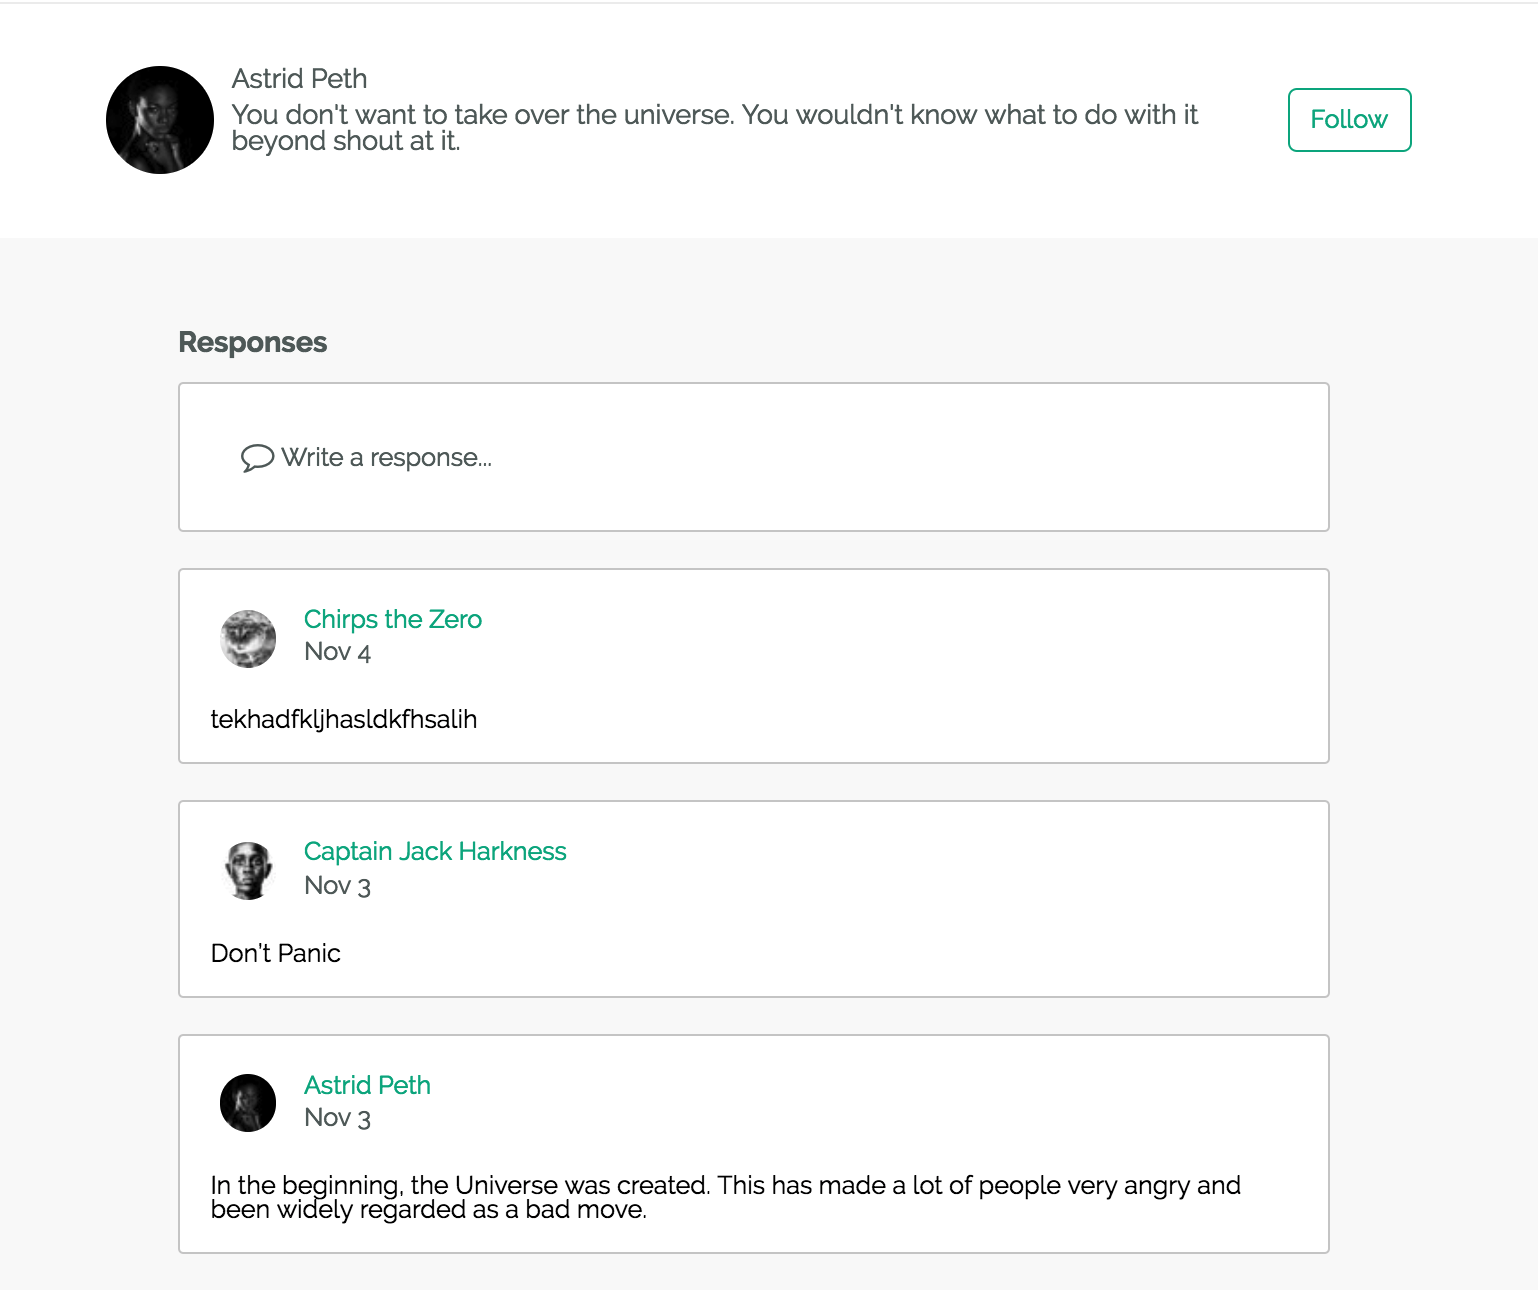 Astrid Peth
You don't want to take over the universe. You wouldn't know what to do with it
beyond shout at it.
Follow
Responses
Write a response...
Chirps the Zero
Nov 4
tekhadfkljhasldkfhsalih
Captain Jack Harkness
Nov 3
Don't Panic
Astrid Peth
Nov 3
In the beginning, the Universe was created. This has made a lot of people very angry and
been widely regarded as a bad move.